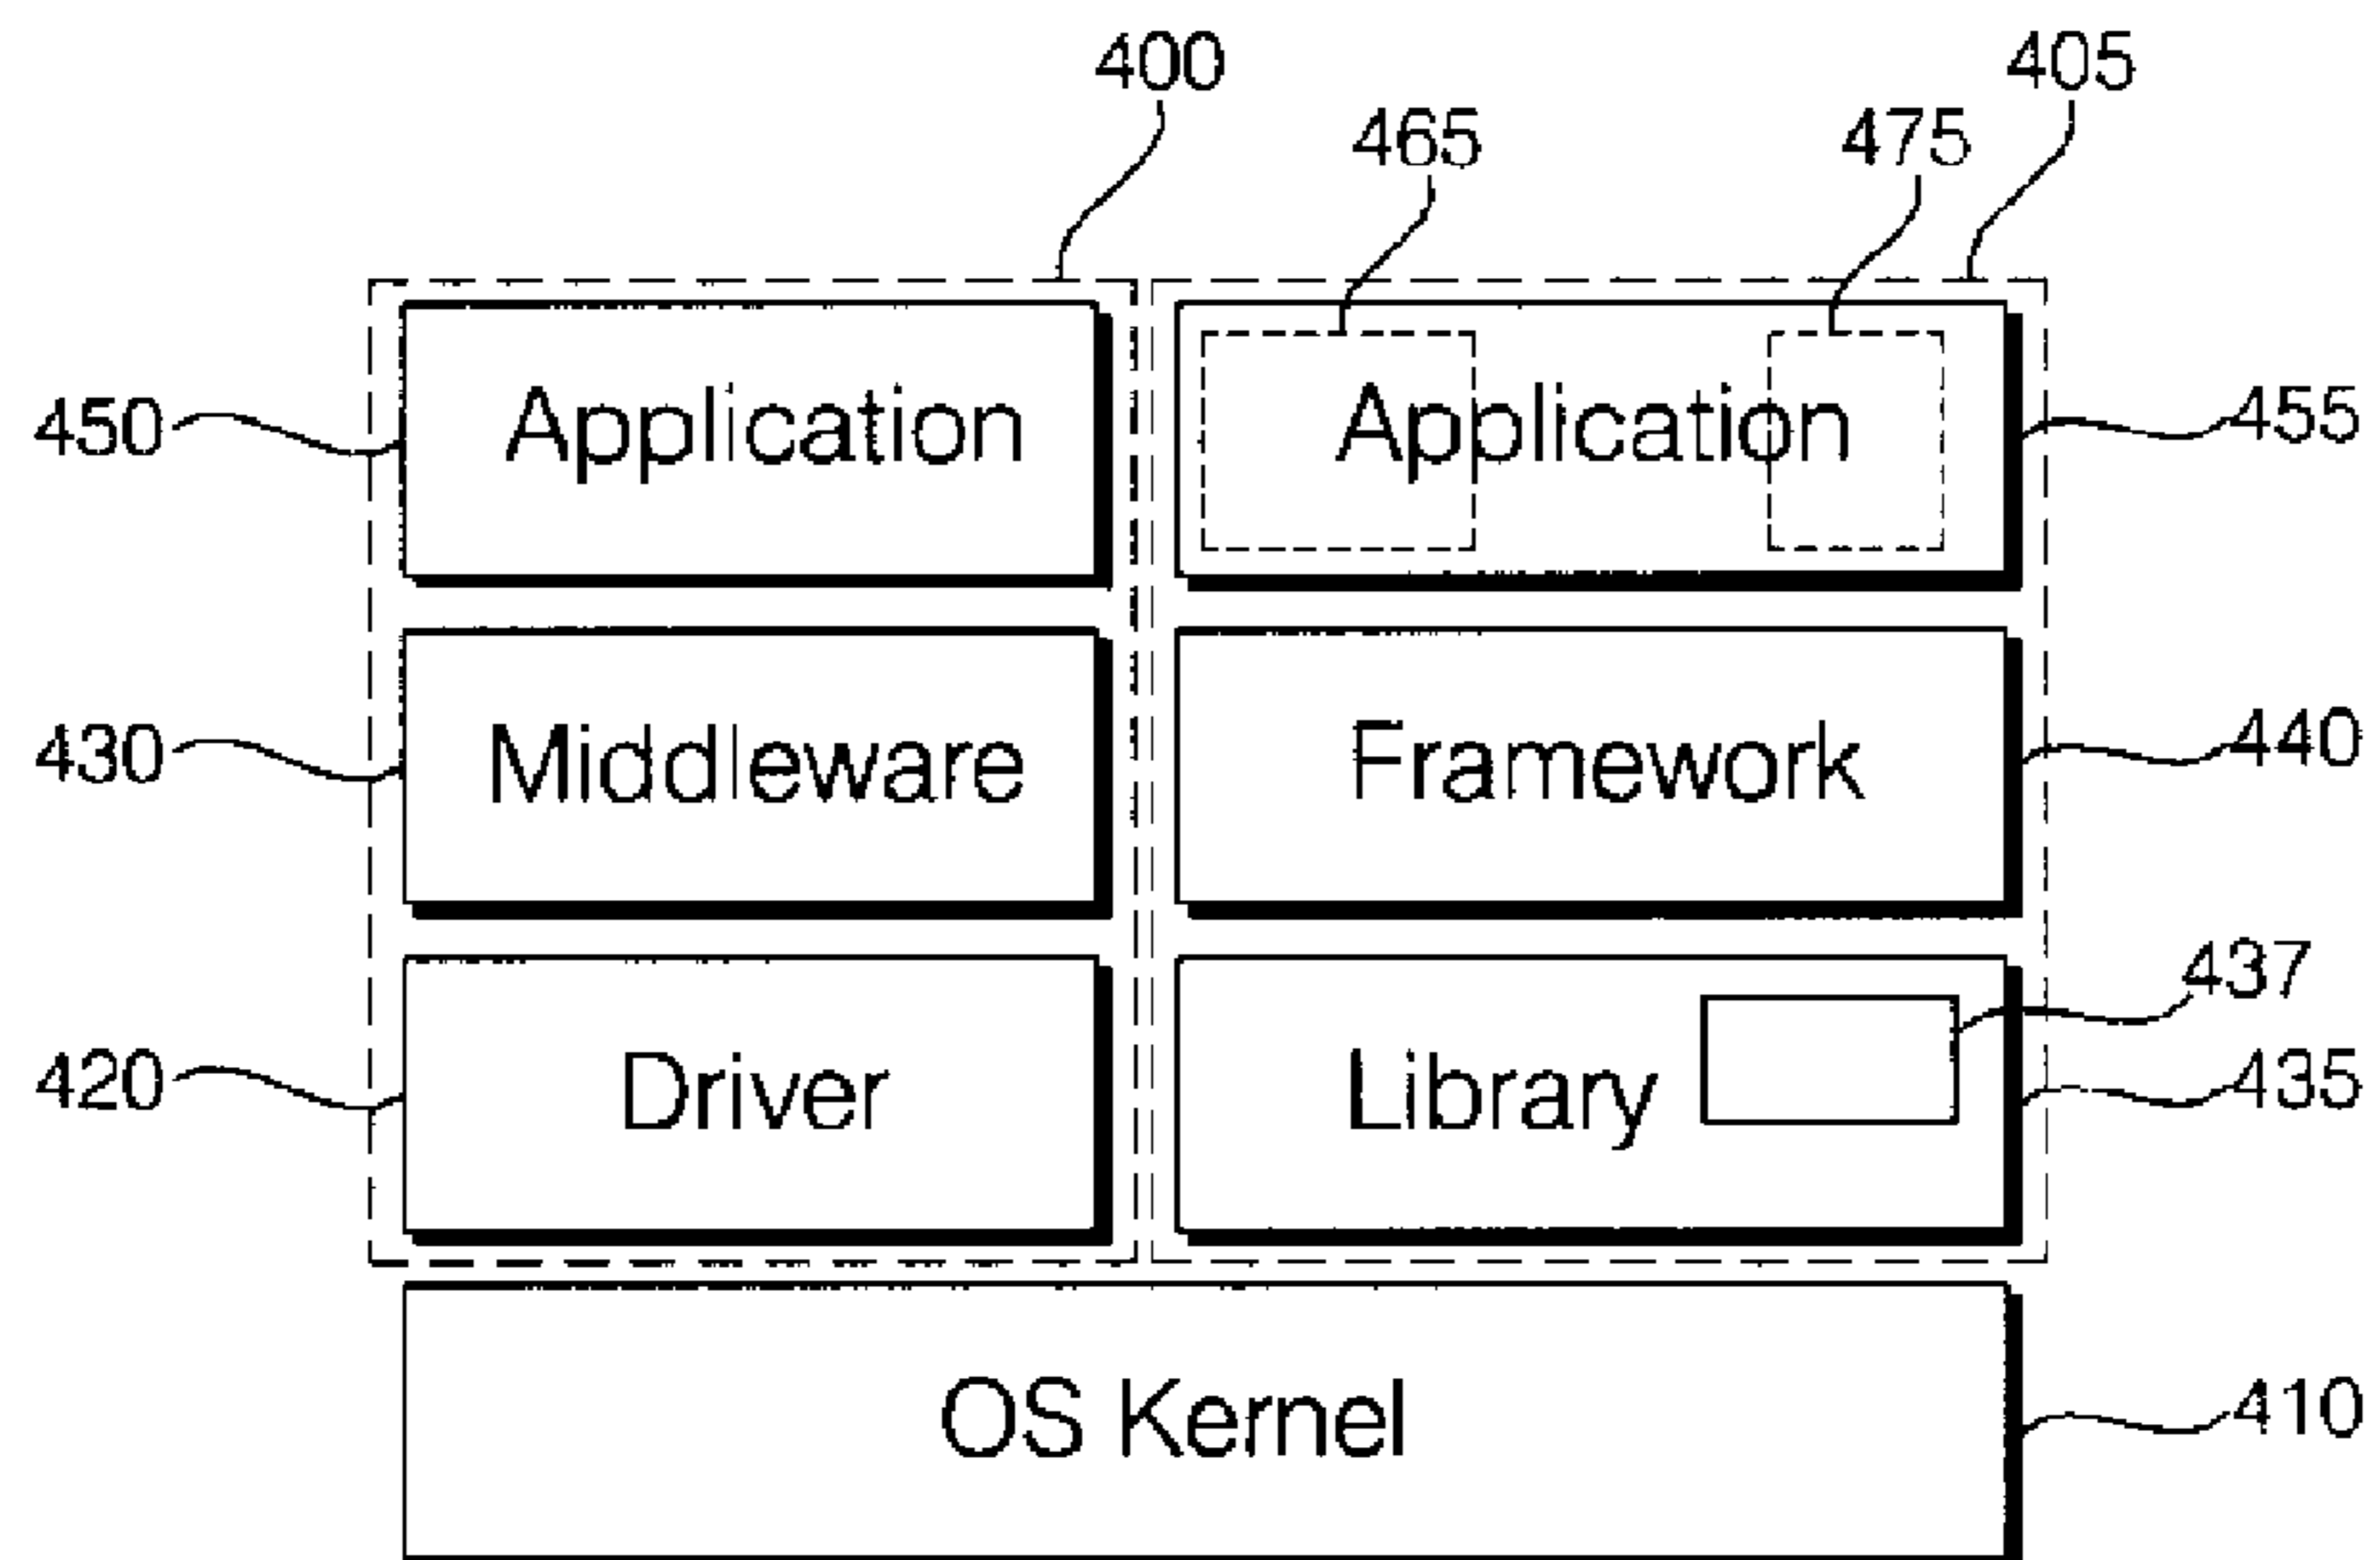 400 405
465 475
450 Application Application 455
430 Middleware Framework 440
437
420 Driver Library 435
OS Kernel 410